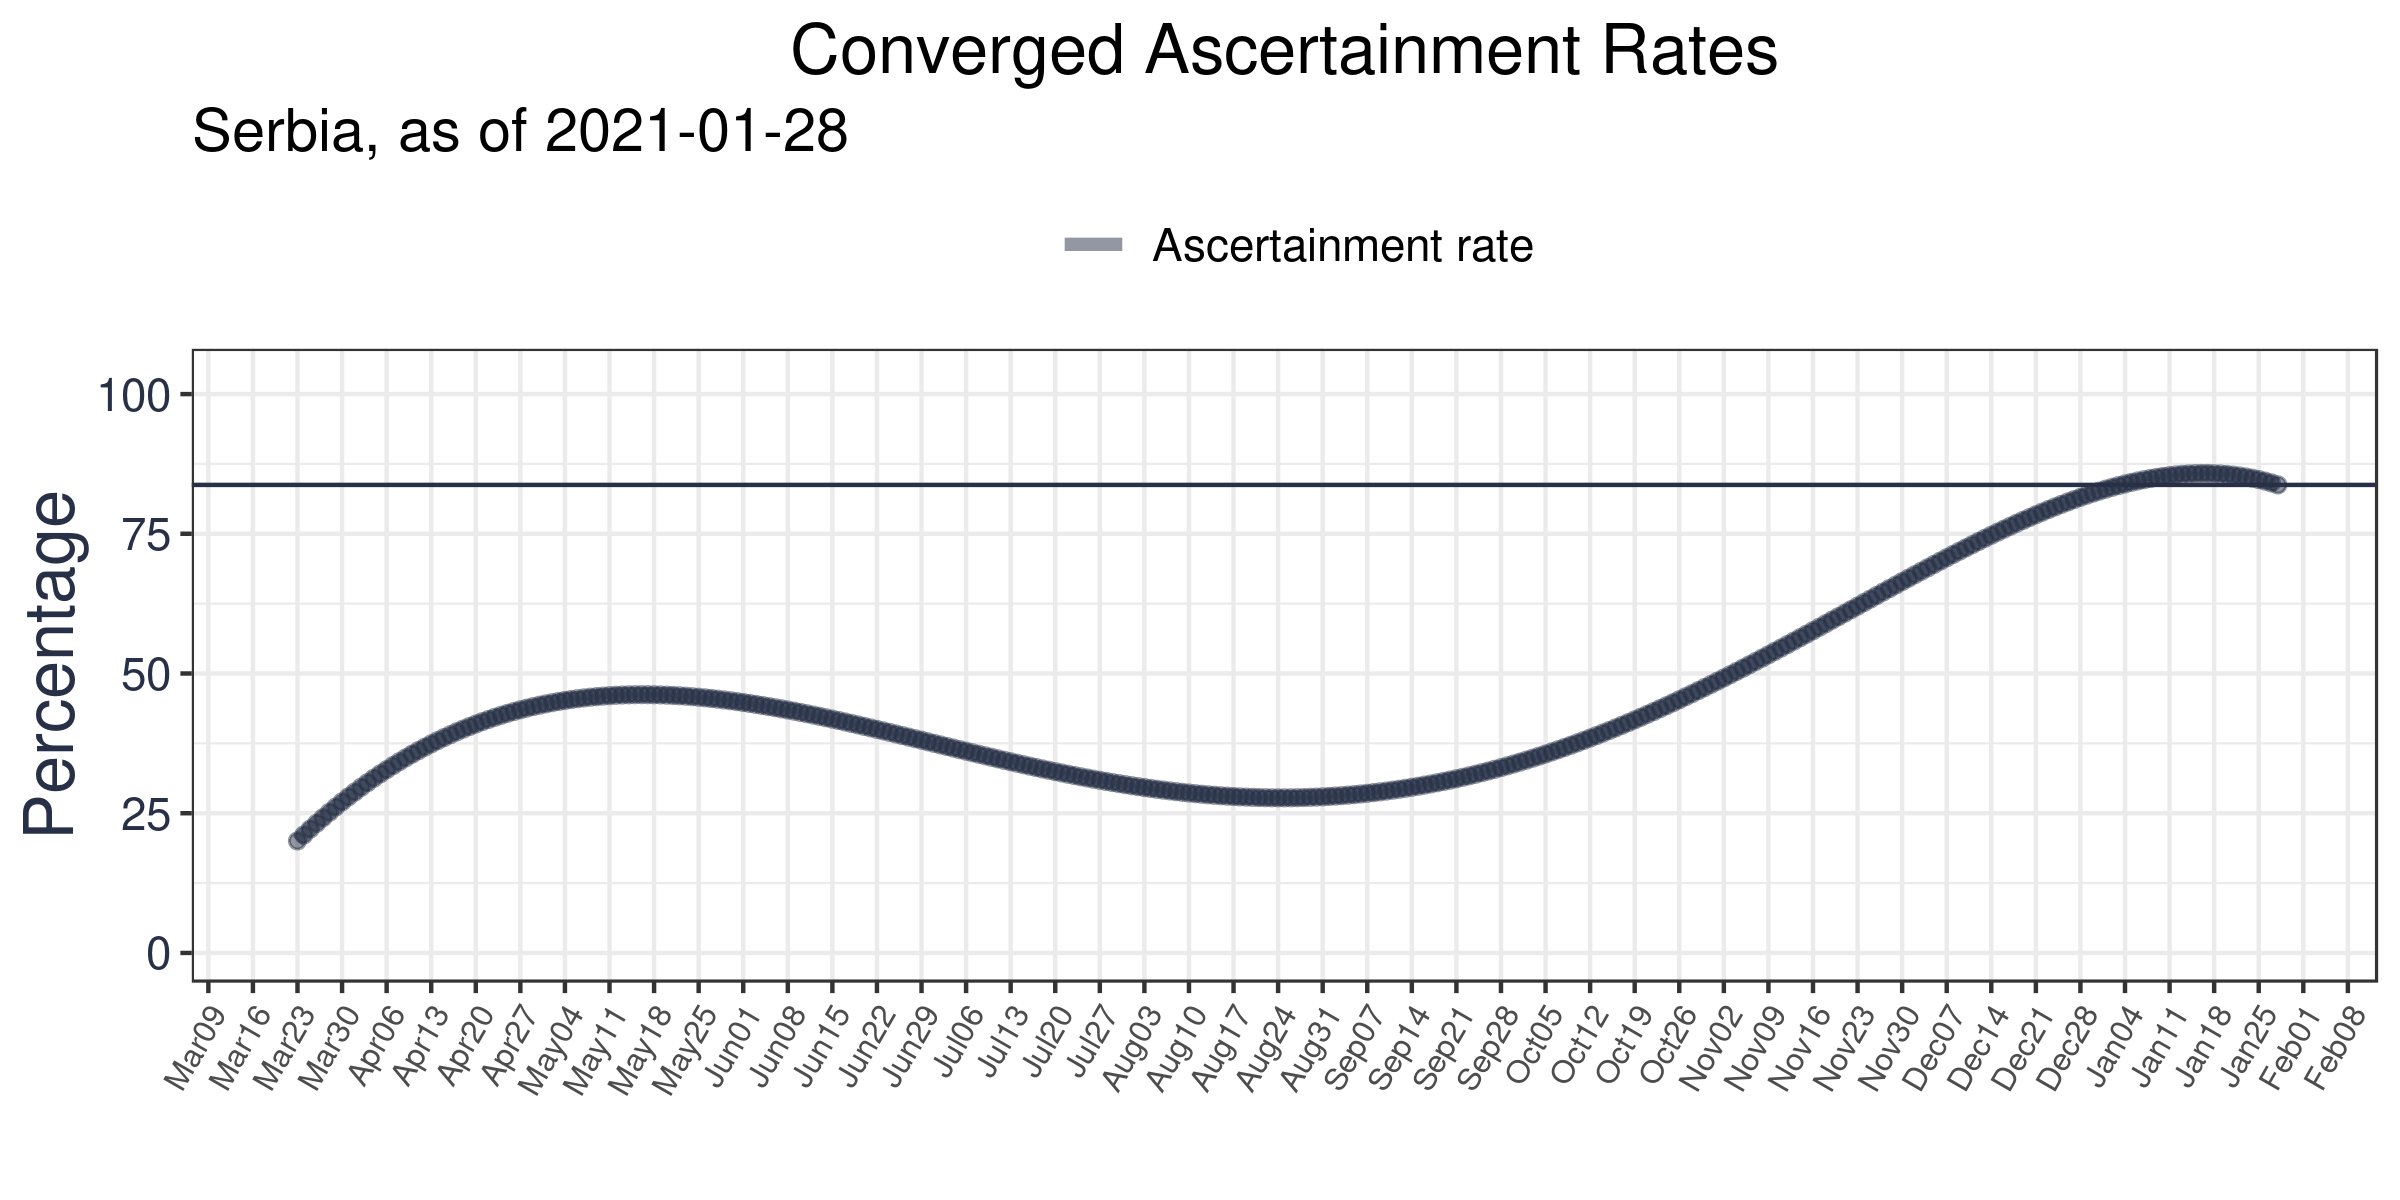 Converged Ascertainment Rates
Serbia, as of 2021-01-28
Ascertainment rate
Percentage
100
75
50
25
0
Mar09 Mar16 Mar23 Mar30 Apr06 Apr13 Apr20 Apr27 May04 May11 May18 May25 Jun01 Jun08 Jun15 Jun22 Jun29 Jul06 Jul13 Jul20 Jul27 Aug03 Aug10 Aug17 Aug24 Aug31 Sep07 Sep14 Sep21 Sep28 Oct05 Oct12 Oct19 Oct26 Nov02 Nov09 Nov16 Nov23 Nov30 Dec07 Dec14 Dec21 Dec28 Jan04 Jan11 Jan18 Jan25 Feb01 Feb08